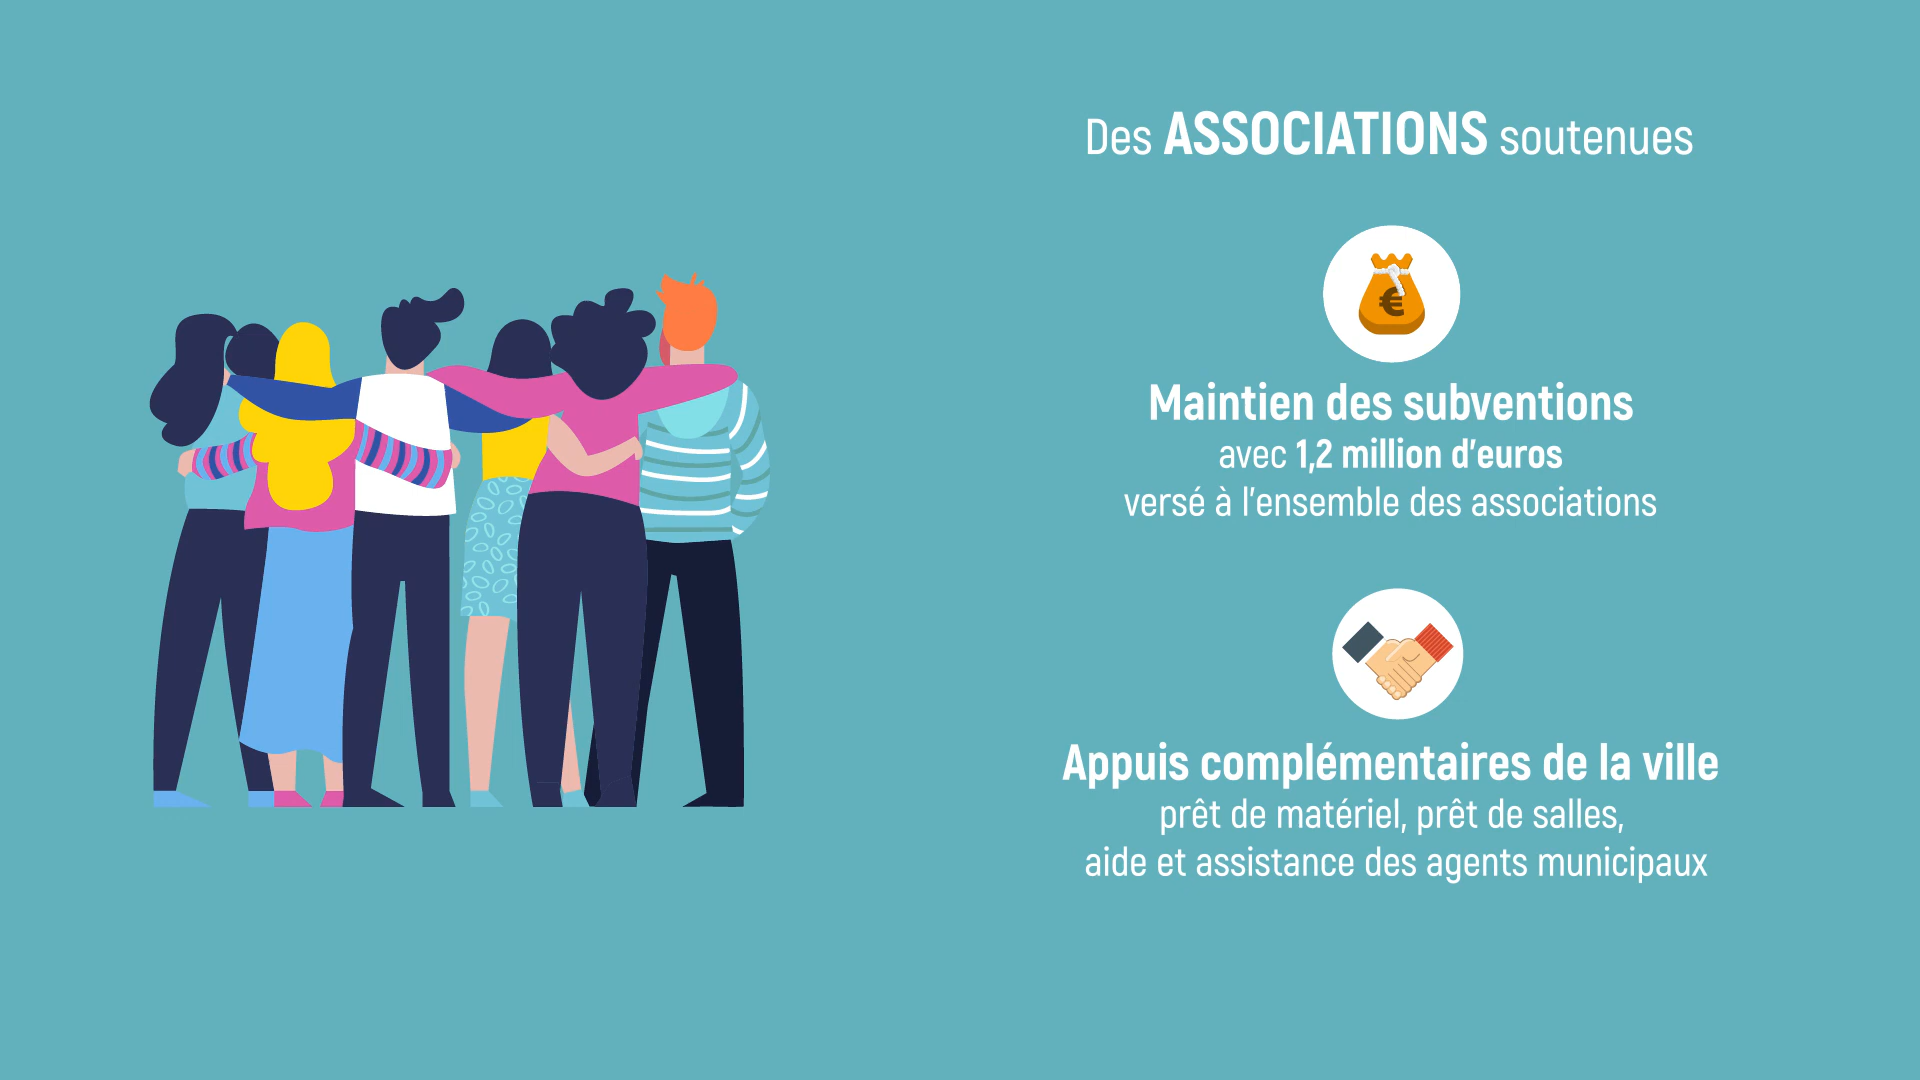 Des ASSOCIATIONS soutenues
€
Maintien des subventions
avec 1,2 million d'euros
versé à l'ensemble des associations
Appuis complémentaires de la ville
prêt de matériel, prêt de salles,
aide et assistance des agents municipaux